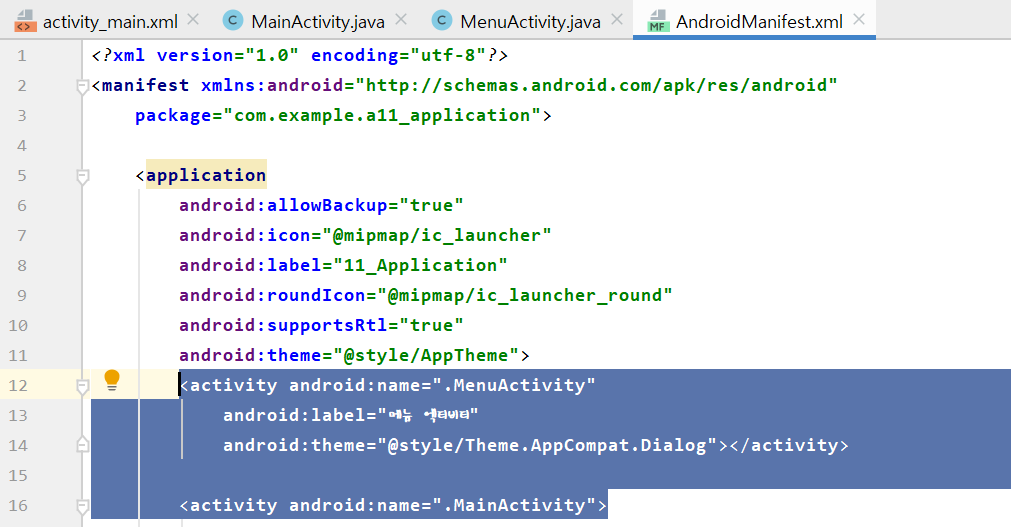 activity_main.xml MainActivity.java MenuActivity.java AndroidManifest.xml
1 <?xml version="1.0" encoding="utf-8"?>
2 <manifest xmlns:android="http://schemas.android.com/apk/res/android"
3 package="com.example.a11_application">
4
5 <application
6 android:allowBackup="true"
7 android:icon="@mipmap/ic_launcher"
8 android:label="11_Application"
9 android:roundIcon="@mipmap/ic_launcher_round"
10 android:supportsRtl="true"
11 android:theme="@style/AppTheme">
12 <activity android:name=".MenuActivity"
13 android:label="메뉴 액티비티"
14 android:theme="@style/Theme.AppCompat.Dialog"></activity>
15
16 <activity android:name=".MainActivity">